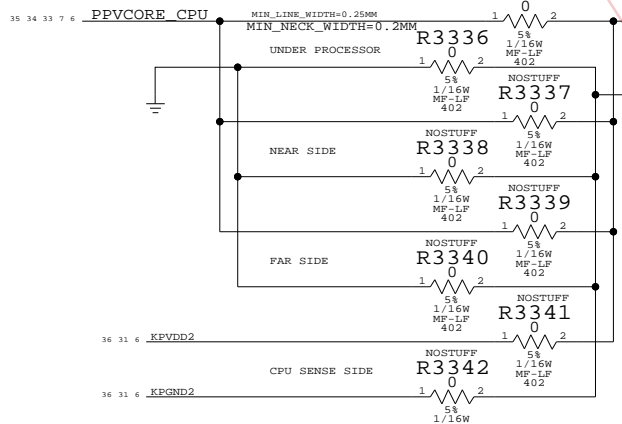 0
35 34 33 7 6 PPVCORE_CPU MIN_LINE_WIDTH=0.25MM 1 2
MIN_NECK_WIDTH=0.2MM
5%
1/16W
MF-LF
402
R3336
UNDER PROCESSOR
0
1 2
5%
1/16W
MF-LF
402
NOSTUFF
R3337
0
1 2
5%
1/16W
MF-LF
402
NOSTUFF
R3338
NEAR SIDE
0
1 2
5%
1/16W
MF-LF
402
NOSTUFF
R3339
0
1 2
5%
1/16W
MF-LF
402
NOSTUFF
R3340
FAR SIDE
0
1 2
5%
1/16W
MF-LF
402
NOSTUFF
R3341
0
36 31 6 KPVDD2 1 2
5%
1/16W
MF-LF
402
NOSTUFF
R3342
CPU SENSE SIDE
0
36 31 6 KPGND2 1 2
5%
1/16W